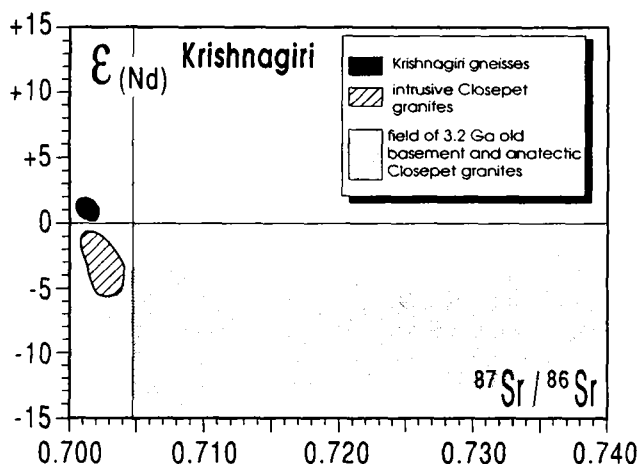 +15
+10
+5
0
-5
-10
-15
ε(Nd)
Krishnagiri
Krishnagiri gneisses
intrusive Closepet
granites
field of 3.2 Ga old
basement and anatectic
Closepet granites
⁸⁷Sr / ⁸⁶Sr
0.700 0.710 0.720 0.730 0.740